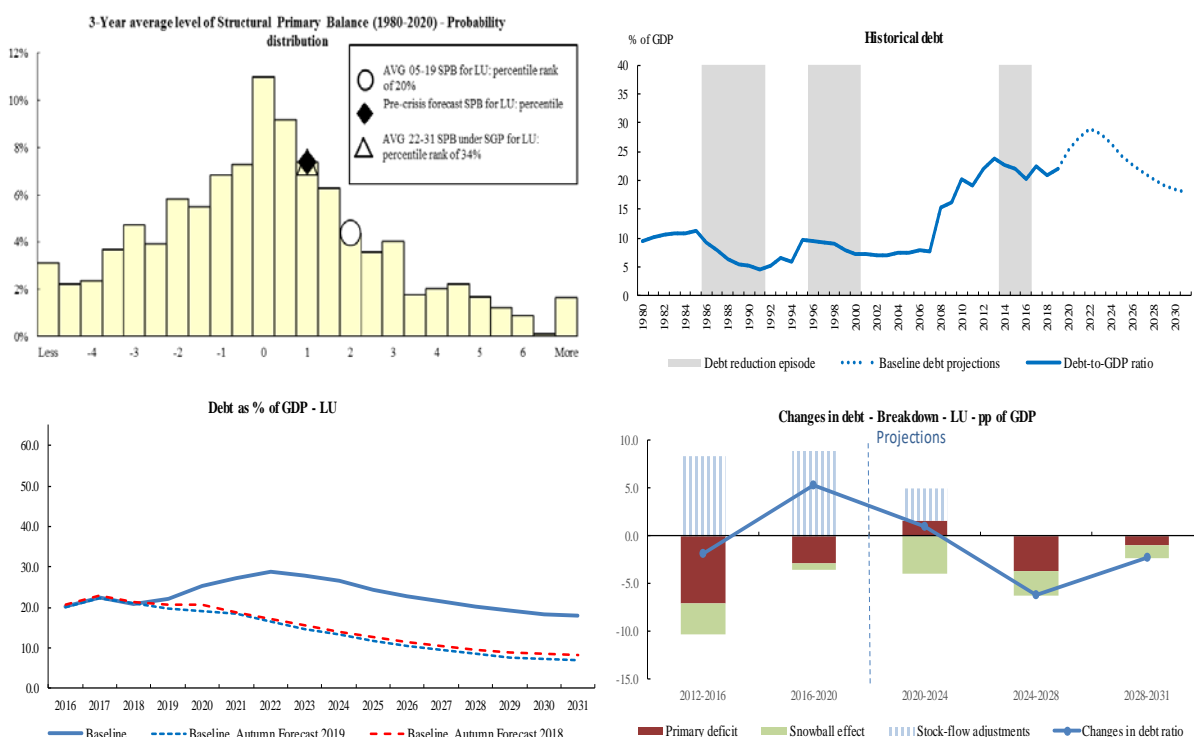 3-Year average level of Structural Primary Balance (1980-2020) - Probability
distribution
12%
10%
8%
6%
4%
2%
0%
AVG 05-19 SPB for LU: percentile rank
of 20%
Pre-crisis forecast SPB for LU: percentile
AVG 22-31 SPB under SGP for LU:
percentile rank of 34%
Less -4 -3 -2 -1 0 1 2 3 4 5 6 More
Historical debt
% of GDP
40
35
30
25
20
15
10
5
0
1980 1982 1984 1986 1988 1990 1992 1994 1996 1998 2000 2002 2004 2006 2008 2010 2012 2014 2016 2018 2020 2022 2024 2026 2028 2030
Debt reduction episode Baseline debt projections Debt-to-GDP ratio
Debt as % of GDP - LU
60.0
50.0
40.0
30.0
20.0
10.0
0.0
2016 2017 2018 2019 2020 2021 2022 2023 2024 2025 2026 2027 2028 2029 2030 2031
Baseline Baseline Autumn Forecast 2019 Baseline Autumn Forecast 2018
Changes in debt - Breakdown - LU - pp of GDP
Projections
10.0
5.0
0.0
-5.0
-10.0
-15.0
2012-2016 2016-2020 2020-2024 2024-2028 2028-2031
Primary deficit Snowball effect Stock-flow adjustments Changes in debt ratio